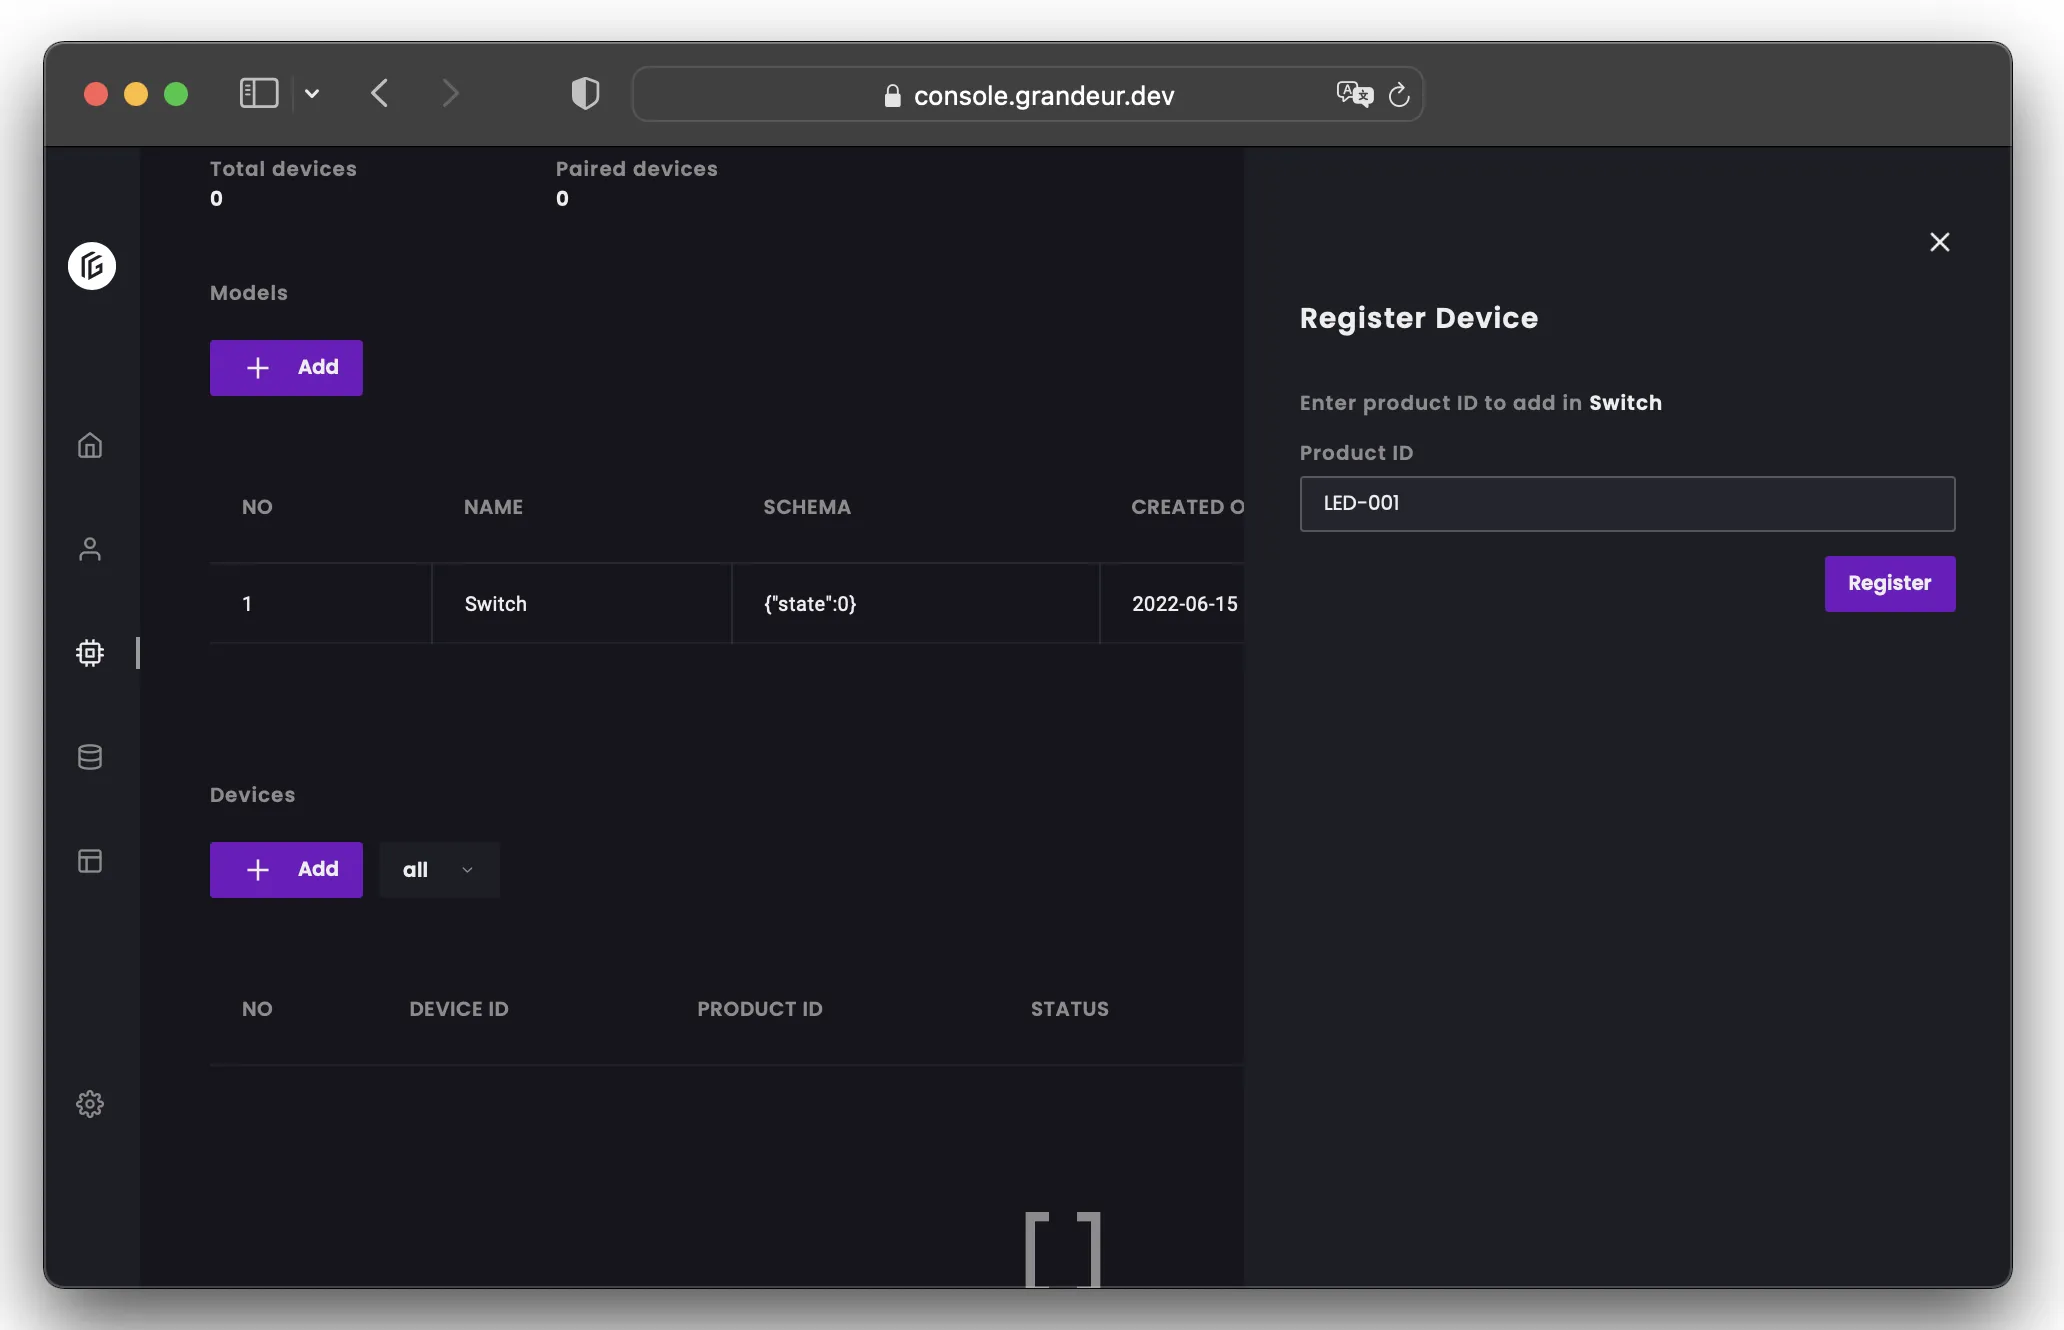 console.grandeur.dev
Total devices
0
Paired devices
0
Models
Add
NO NAME SCHEMA CREATED O
1 Switch {"state":0} 2022-06-15
Devices
Add all
NO DEVICE ID PRODUCT ID STATUS
[ ]
Register Device
Enter product ID to add in Switch
Product ID
LED-001
Register